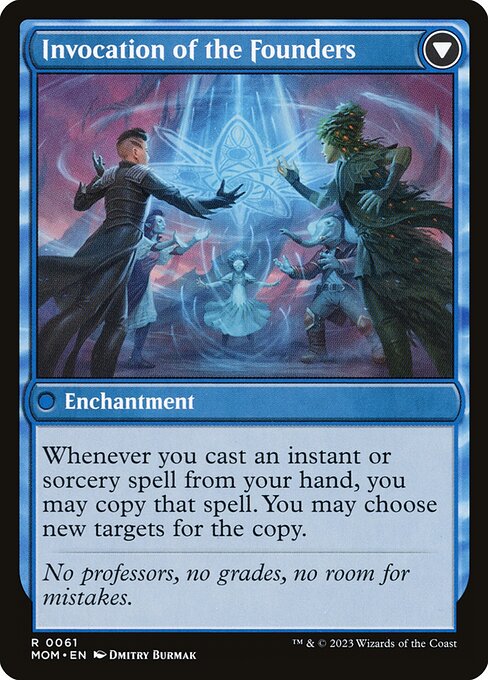 Invocation of the Founders
Enchantment
Whenever you cast an instant or
sorcery spell from your hand, you
may copy that spell. You may choose
new targets for the copy.
No professors, no grades, no room for
mistakes.
R 0061
MOM • EN DMITRY BURMAK
™ & © 2023 Wizards of the Coast